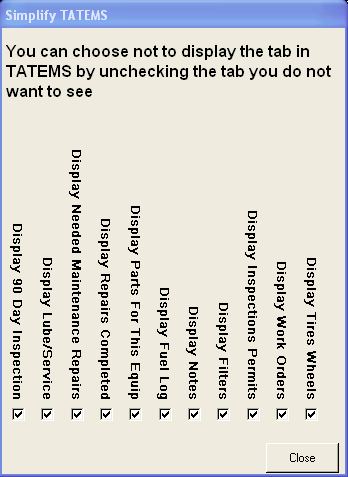 Simplify TATEMS
You can choose not to display the tab in
TATEMS by unchecking the tab you do not
want to see
Display 90 Day Inspection
Display Lube/Service
Display Needed Maintenance Repairs
Display Repairs Completed
Display Parts For This Equip
Display Fuel Log
Display Notes
Display Filters
Display Inspections Permits
Display Work Orders
Display Tires Wheels
Close